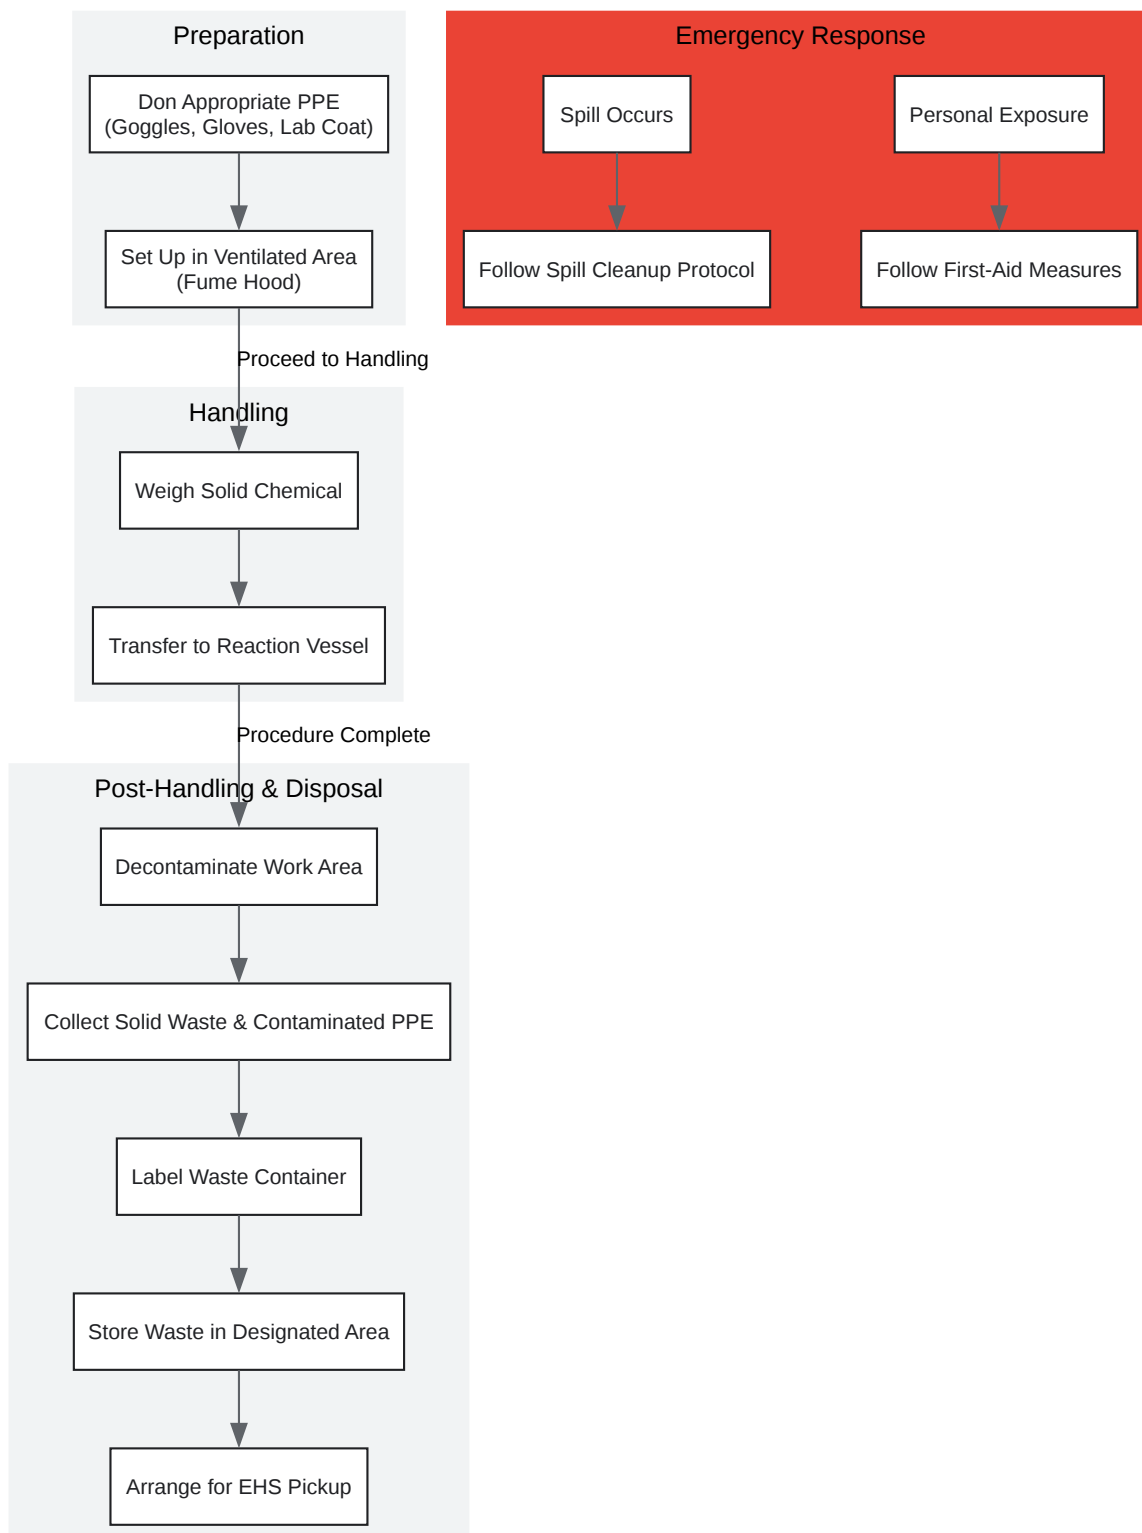 Preparation
Don Appropriate PPE
(Goggles, Gloves, Lab Coat)
Set Up in Ventilated Area
(Fume Hood)
Proceed to Handling
Handling
Weigh Solid Chemical
Transfer to Reaction Vessel
Procedure Complete
Post-Handling & Disposal
Decontaminate Work Area
Collect Solid Waste & Contaminated PPE
Label Waste Container
Store Waste in Designated Area
Arrange for EHS Pickup
Emergency Response
Spill Occurs
Follow Spill Cleanup Protocol
Personal Exposure
Follow First-Aid Measures